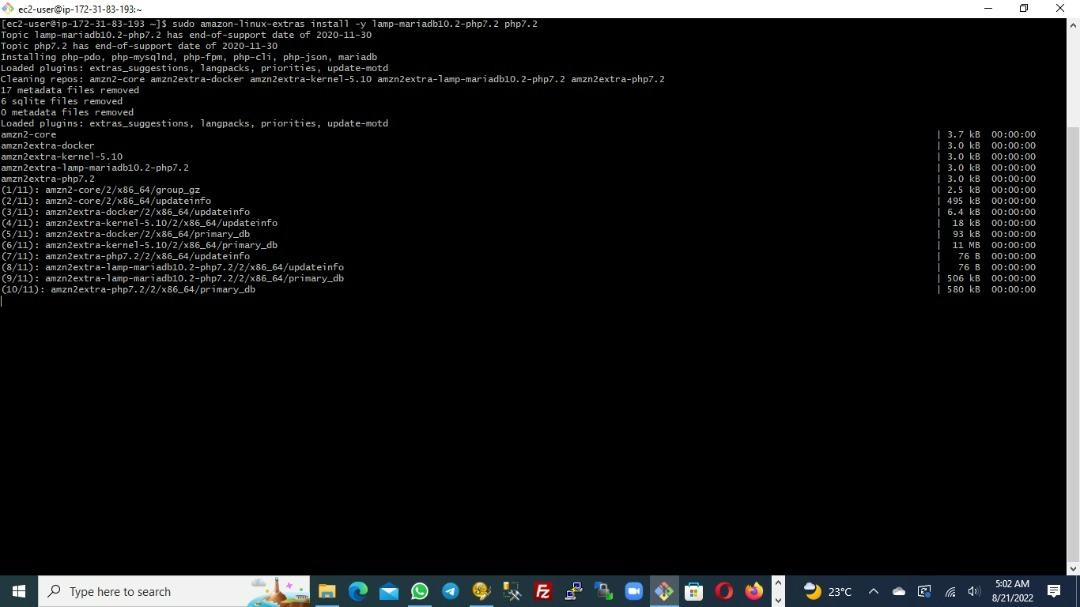 ec2-user@ip-172-31-83-193:~
[ec2-user@ip-172-31-83-193 ~]$ sudo amazon-linux-extras install -y lamp-mariadb10.2-php7.2 php7.2
Topic lamp-mariadb10.2-php7.2 has end-of-support date of 2020-11-30
Topic php7.2 has end-of-support date of 2020-11-30
Installing php-pdo, php-mysqlnd, php-fpm, php-cli, php-json, mariadb
Loaded plugins: extras_suggestions, langpacks, priorities, update-motd
Cleaning repos: amzn2-core amzn2extra-docker amzn2extra-kernel-5.10 amzn2extra-lamp-mariadb10.2-php7.2 amzn2extra-php7.2
17 metadata files removed
6 sqlite files removed
0 metadata files removed
Loaded plugins: extras_suggestions, langpacks, priorities, update-motd
amzn2-core | 3.7 kB 00:00:00
amzn2extra-docker | 3.0 kB 00:00:00
amzn2extra-kernel-5.10 | 3.0 kB 00:00:00
amzn2extra-lamp-mariadb10.2-php7.2 | 3.0 kB 00:00:00
amzn2extra-php7.2 | 3.0 kB 00:00:00
(1/11): amzn2-core/2/x86_64/group_gz | 2.5 kB 00:00:00
(2/11): amzn2-core/2/x86_64/updateinfo | 495 kB 00:00:00
(3/11): amzn2extra-docker/2/x86_64/updateinfo | 6.4 kB 00:00:00
(4/11): amzn2extra-kernel-5.10/2/x86_64/updateinfo | 18 kB 00:00:00
(5/11): amzn2extra-docker/2/x86_64/primary_db | 93 kB 00:00:00
(6/11): amzn2extra-kernel-5.10/2/x86_64/primary_db | 11 MB 00:00:00
(7/11): amzn2extra-php7.2/2/x86_64/updateinfo | 76 B 00:00:00
(8/11): amzn2extra-lamp-mariadb10.2-php7.2/2/x86_64/updateinfo | 76 B 00:00:00
(9/11): amzn2extra-lamp-mariadb10.2-php7.2/2/x86_64/primary_db | 506 kB 00:00:00
(10/11): amzn2extra-php7.2/2/x86_64/primary_db | 580 kB 00:00:00
Type here to search
Fz
23°C
5:02 AM
8/21/2022